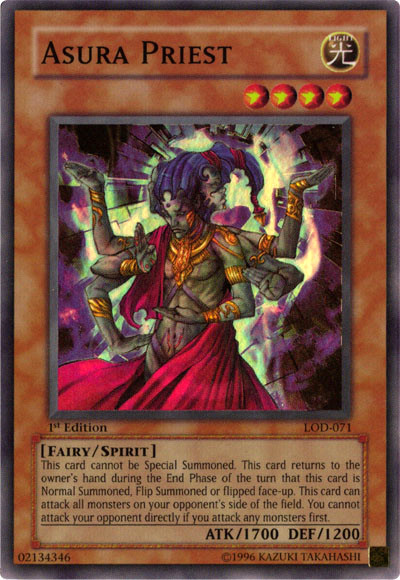 ASURA PRIEST
LIGHT
光
1st Edition
LOD-071
[FAIRY/SPIRIT]
This card cannot be Special Summoned. This card returns to the
owner's hand during the End Phase of the turn that this card is
Normal Summoned, Flip Summoned or flipped face-up. This card can
attack all monsters on your opponent's side of the field. You cannot
attack your opponent directly if you attack any monsters first.
ATK/1700 DEF/1200
02134346
©1996 KAZUKI TAKAHASHI